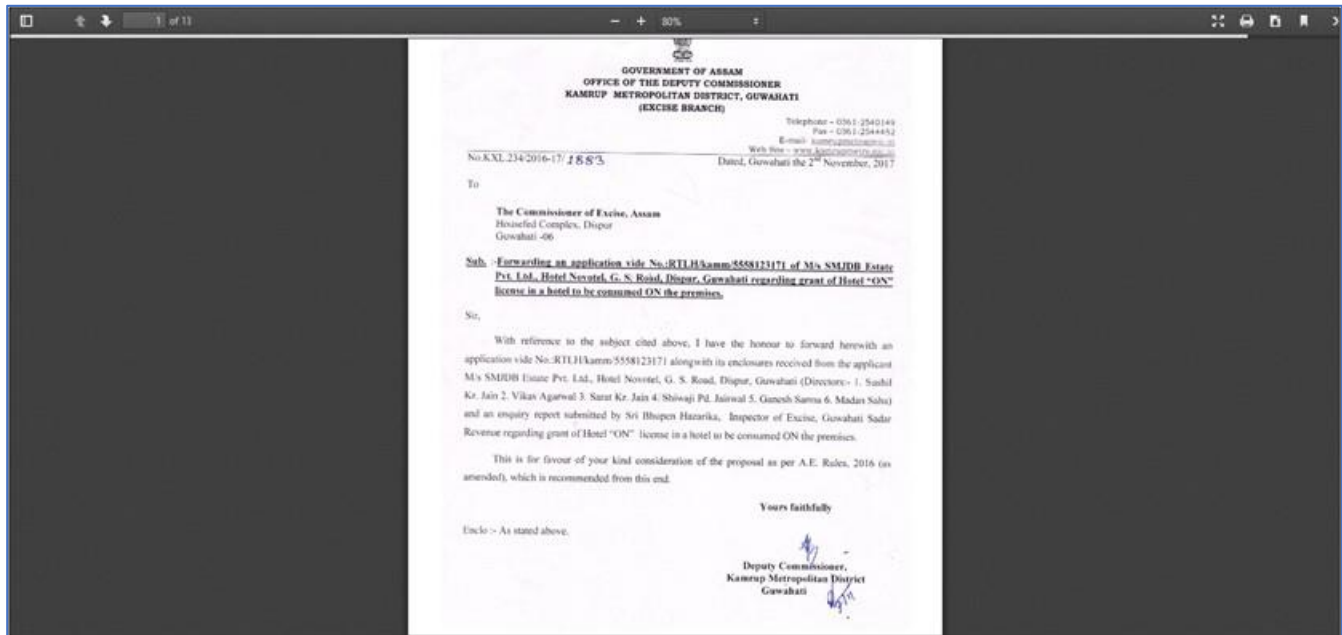 1 of 13
80%
GOVERNMENT OF ASSAM
OFFICE OF THE DEPUTY COMMISSIONER
KAMRUP METROPOLITAN DISTRICT, GUWAHATI
(EXCISE BRANCH)
Telephone - 0361-2540149
Fax - 0361-2544452
E-mail-
Web Site -
No.KXL.234/2016-17/ 1883
Dated, Guwahati the 2nd November, 2017
To
The Commissioner of Excise, Assam
Housefed Complex, Dispur
Guwahati -06
Sub. :-Forwarding an application vide No.:RTLH/kamm/5558123171 of M/s SMJDB Estate
Pvt. Ltd., Hotel Novotel, G. S. Road, Dispur, Guwahati regarding grant of Hotel "ON"
license in a hotel to be consumed ON the premises.
Sir,
With reference to the subject cited above, I have the honour to forward herewith an
application vide No.:RTLH/kamm/5558123171 alongwith its enclosures received from the applicant
M/s SMJDB Estate Pvt. Ltd., Hotel Novotel, G. S. Road, Dispur, Guwahati (Directors:- 1. Sushil
Kr. Jain 2. Vikas Agarwal 3. Sarat Kr. Jain 4. Shiwaji Pd. Jaiswal 5. Ganesh Sarma 6. Madan Saha)
and an enquiry report submitted by Sri Bhupen Hazarika, Inspector of Excise, Guwahati Sadar
Revenue regarding grant of Hotel "ON" license in a hotel to be consumed ON the premises.
This is for favour of your kind consideration of the proposal as per A.E. Rules, 2016 (as
amended), which is recommended from this end.
Yours faithfully
Enclo :- As stated above.
Deputy Commissioner,
Kamrup Metropolitan District
Guwahati